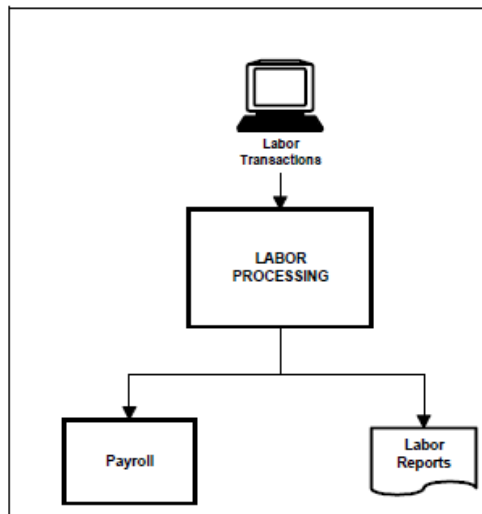 Labor
Transactions
LABOR
PROCESSING
Payroll
Labor
Reports